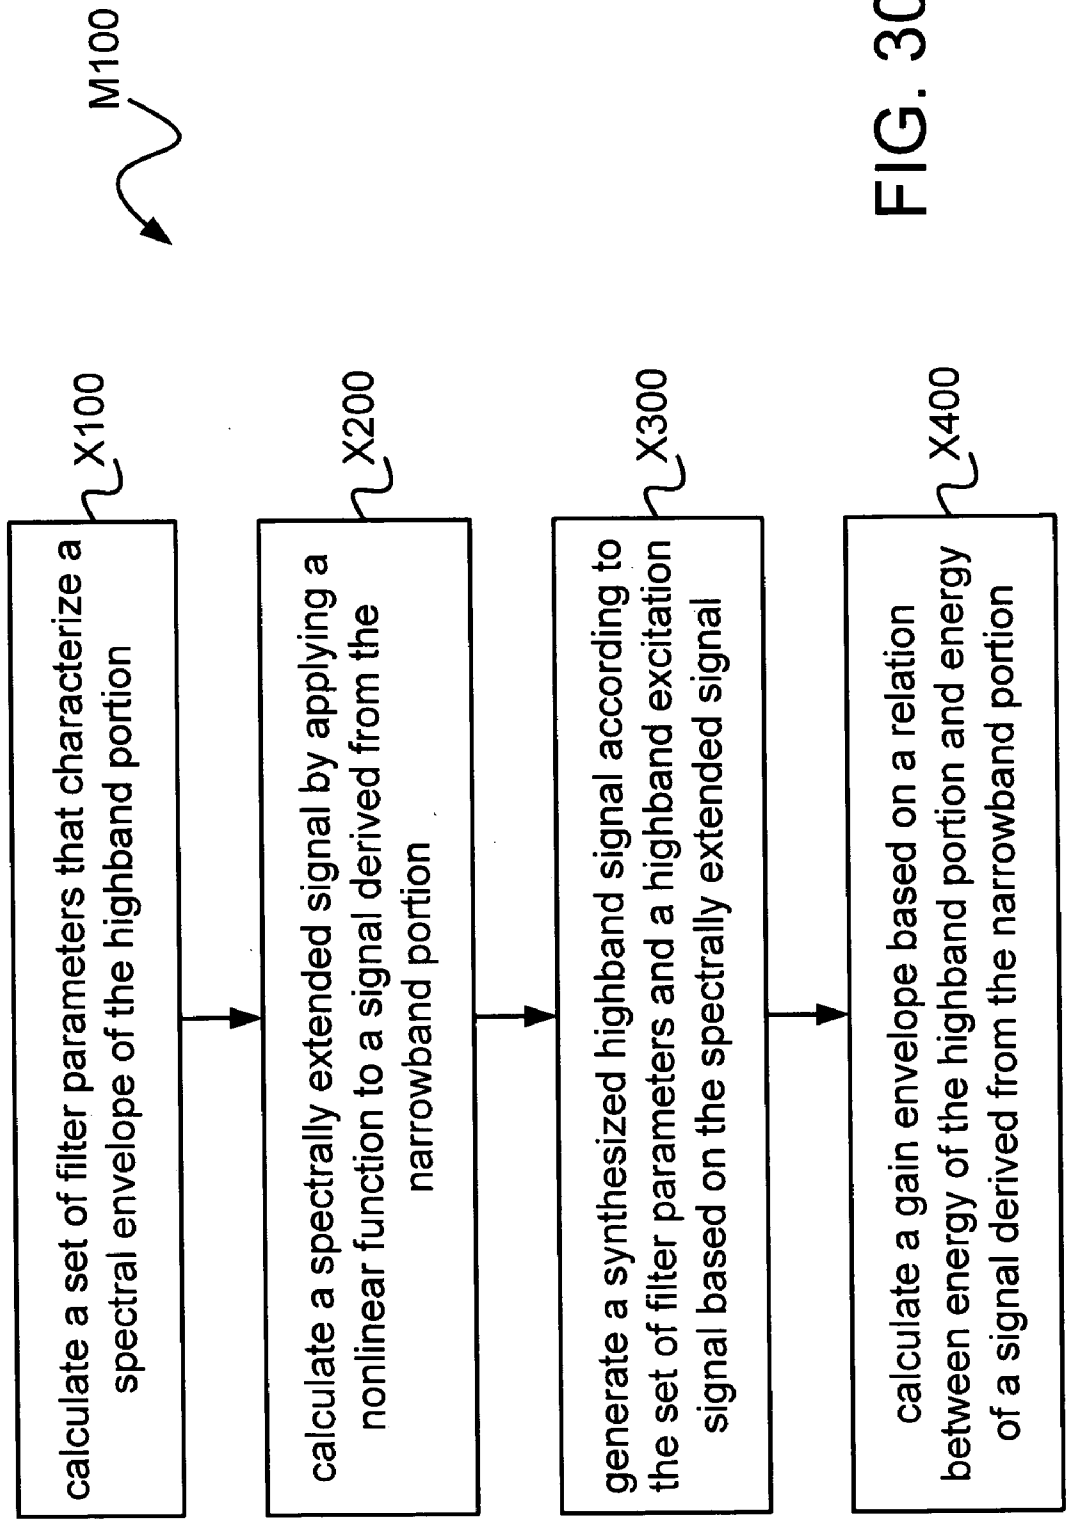 M100
X100
calculate a set of filter parameters that characterize a
spectral envelope of the highband portion
X200
calculate a spectrally extended signal by applying a
nonlinear function to a signal derived from the
narrowband portion
X300
generate a synthesized highband signal according to
the set of filter parameters and a highband excitation
signal based on the spectrally extended signal
X400
calculate a gain envelope based on a relation
between energy of the highband portion and energy
of a signal derived from the narrowband portion
FIG. 30